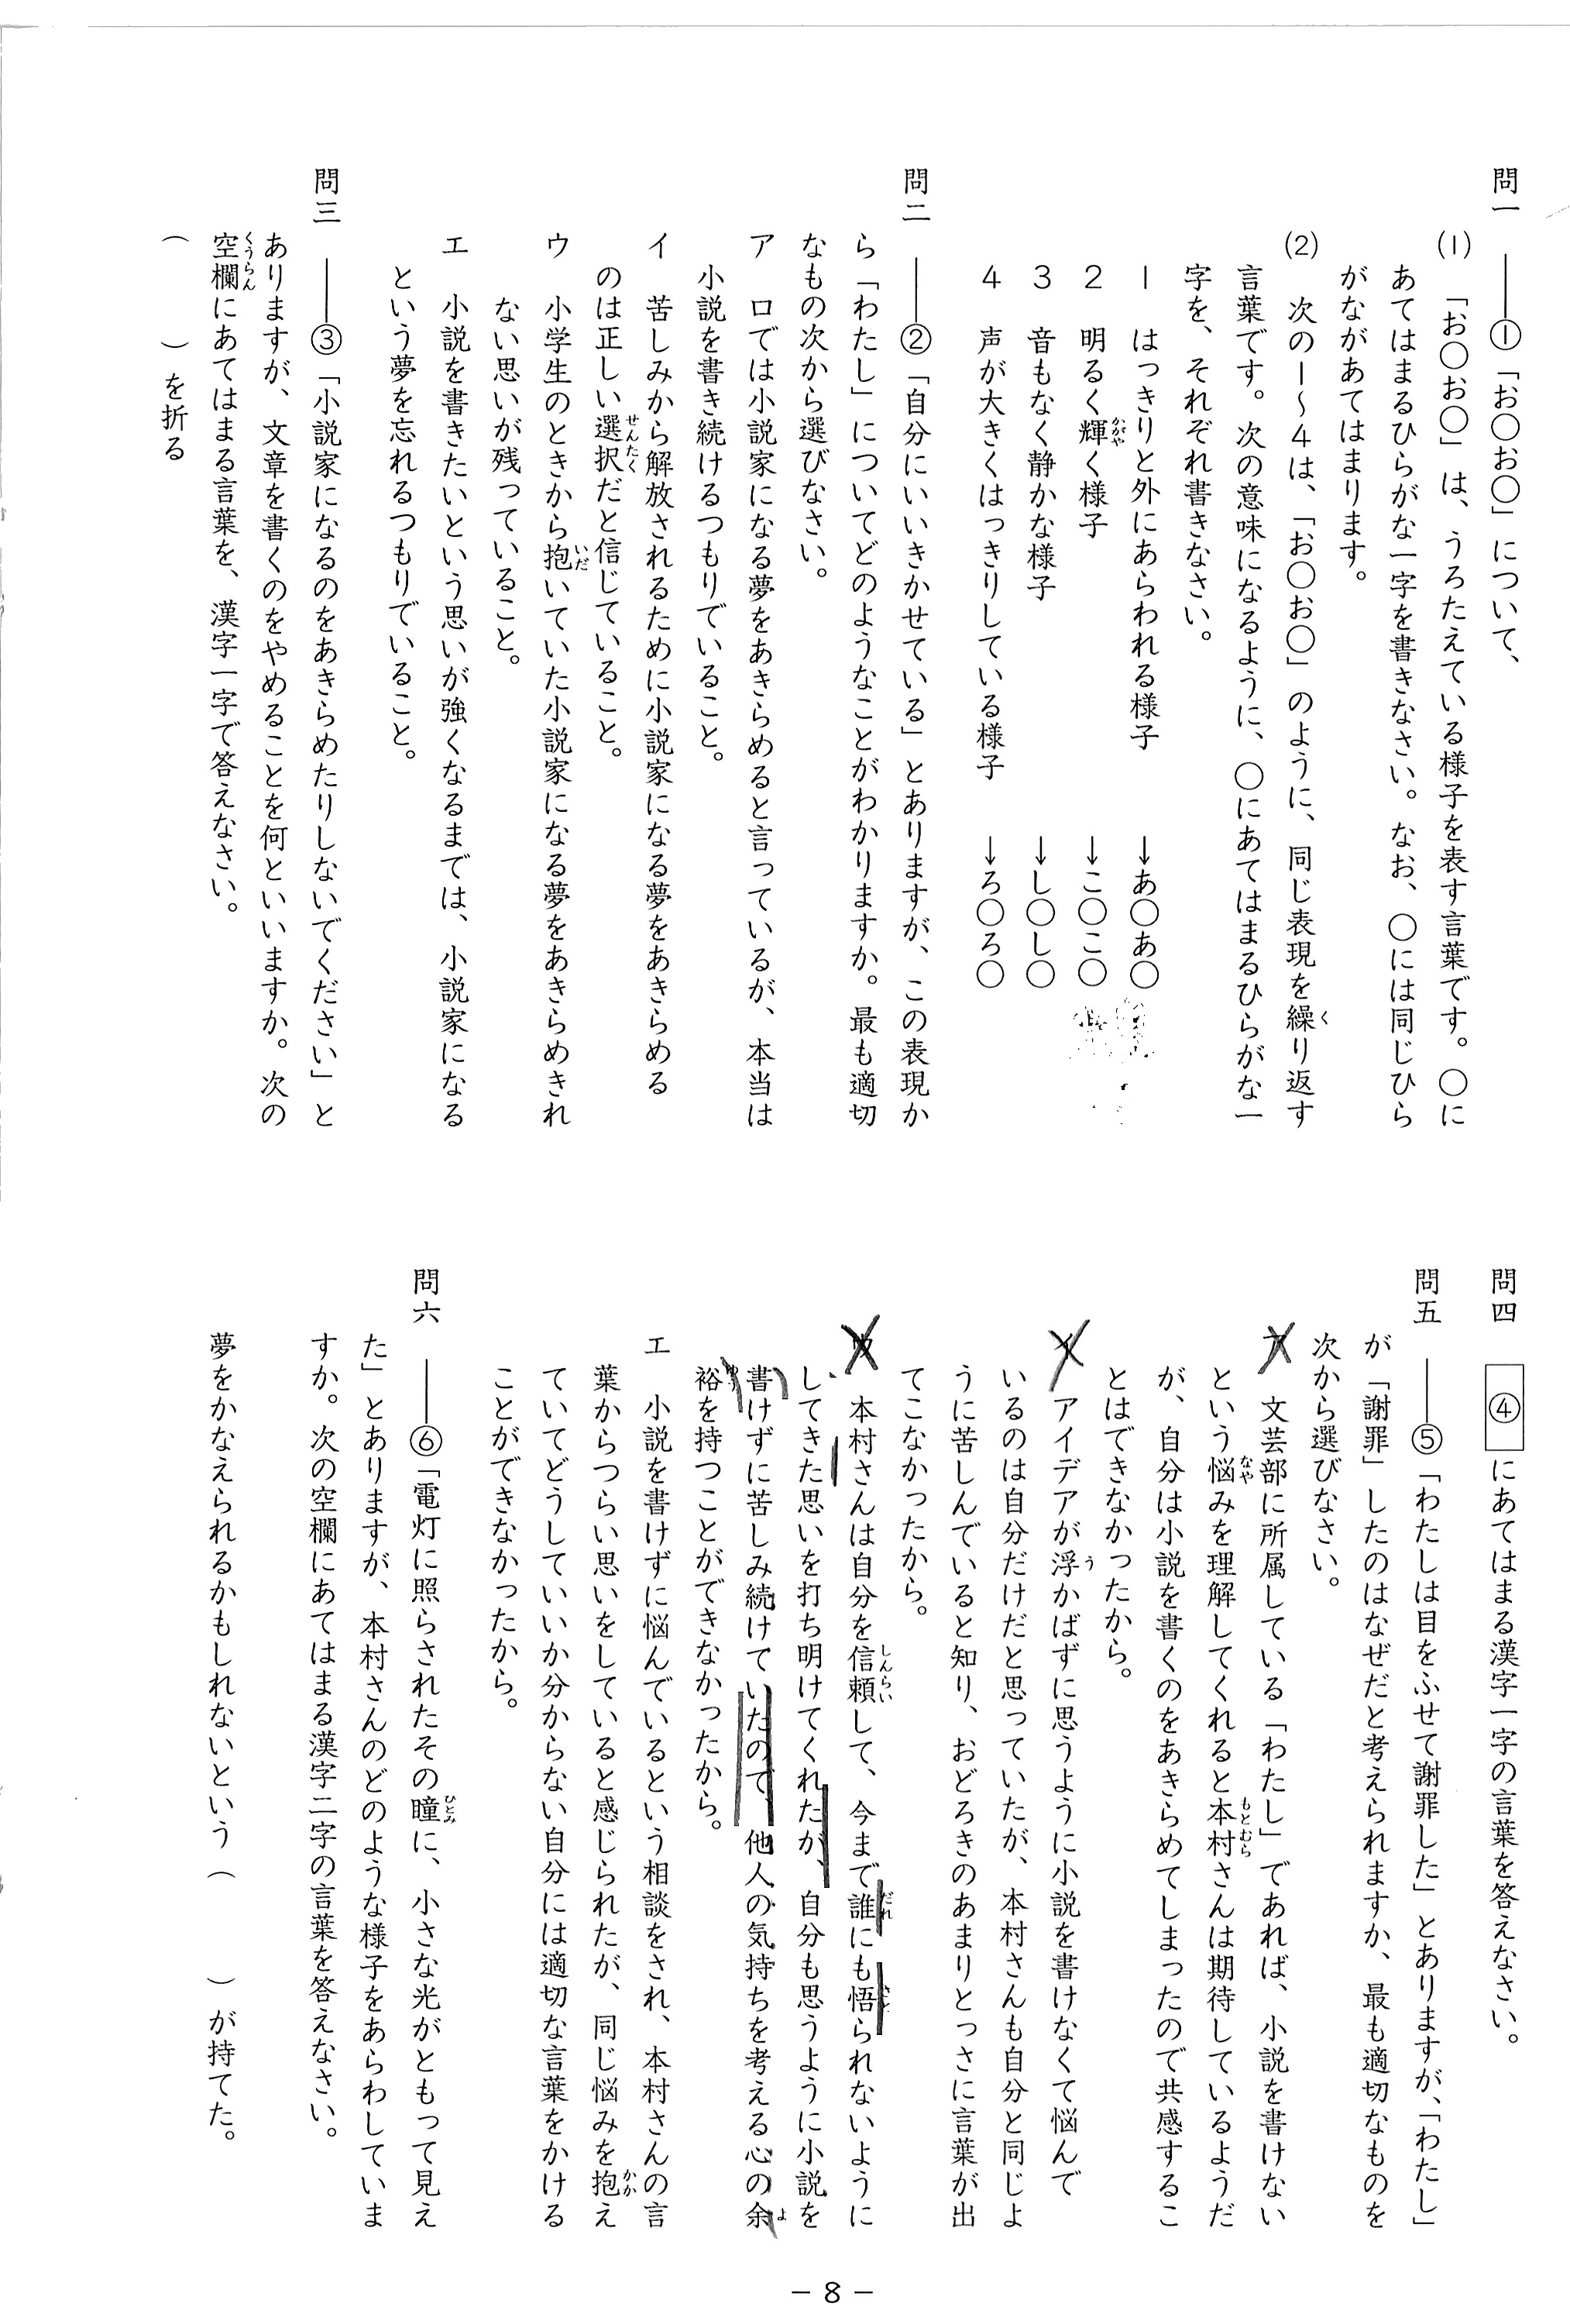 問一 ――①「お〇お〇」について、
(1) 「お〇お〇」は、うろたえている様子を表す言葉です。〇に
あてはまるひらがな一字を書きなさい。なお、〇には同じひら
がながあてはまります。
(2) 次の1～4は、「お〇お〇」のように、同じ表現を繰り返す
言葉です。次の意味になるように、〇にあてはまるひらがな一
字を、それぞれ書きなさい。
1 はっきりと外にあらわれる様子 →あ〇あ〇
2 明るく輝く様子 →こ〇こ〇
3 音もなく静かな様子 →し〇し〇
4 声が大きくはっきりしている様子 →ろ〇ろ〇
問二 ――②「自分にいいきかせている」とありますが、この表現か
ら「わたし」についてどのようなことがわかりますか。最も適切
なもの次から選びなさい。
ア 口では小説家になる夢をあきらめると言っているが、本当は
小説を書き続けるつもりでいること。
イ 苦しみから解放されるために小説家になる夢をあきらめる
のは正しい選択だと信じていること。
ウ 小学生のときから抱いていた小説家になる夢をあきらめきれ
ない思いが残っていること。
エ 小説を書きたいという思いが強くなるまでは、小説家になる
という夢を忘れるつもりでいること。
問三 ――③「小説家になるのをあきらめたりしないでください」と
ありますが、文章を書くのをやめることを何といいますか。次の
空欄にあてはまる言葉を、漢字一字で答えなさい。
( )を折る
問四 ④にあてはまる漢字一字の言葉を答えなさい。
問五 ――⑤「わたしは目をふせて謝罪した」とありますが、「わたし」
が「謝罪」したのはなぜだと考えられますか、最も適切なものを
次から選びなさい。
ア 文芸部に所属している「わたし」であれば、小説を書けない
という悩みを理解してくれると本村さんは期待しているようだ
が、自分は小説を書くのをあきらめてしまったので共感するこ
とはできなかったから。
イ アイデアが浮かばずに思うように小説を書けなくて悩んで
いるのは自分だけだと思っていたが、本村さんも自分と同じよ
うに苦しんでいると知り、おどろきのあまりとっさに言葉が出
てこなかったから。
ウ 本村さんは自分を信頼して、今まで誰にも悟られないように
してきた思いを打ち明けてくれたが、自分も思うように小説を
書けずに苦しみ続けていたので、他人の気持ちを考える心の余
裕を持つことができなかったから。
エ 小説を書けずに悩んでいるという相談をされ、本村さんの言
葉からつらい思いをしていると感じられたが、同じ悩みを抱え
ていてどうしていいか分からない自分には適切な言葉をかける
ことができなかったから。
問六 ――⑥「電灯に照らされたその瞳に、小さな光がともって見え
た」とありますが、本村さんのどのような様子をあらわしていま
すか。次の空欄にあてはまる漢字二字の言葉を答えなさい。
夢をかなえられるかもしれないという( )が持てた。
－8－